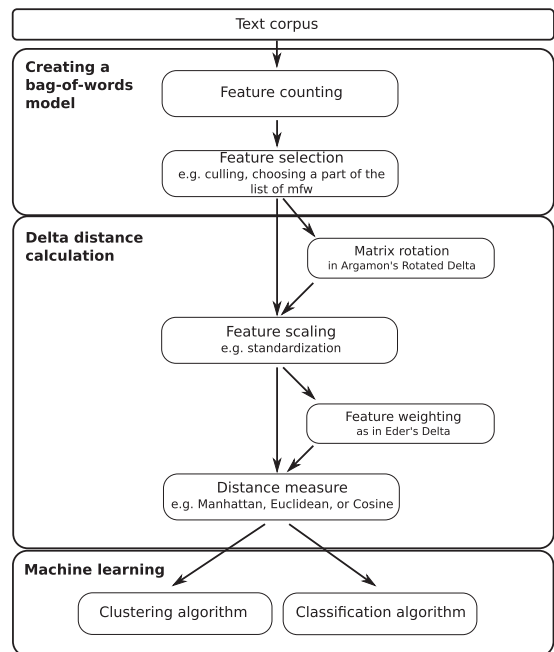 Text corpus
Creating a
bag-of-words
model
Feature counting
Feature selection
e.g. culling, choosing a part of the
list of mfw
Delta distance
calculation
Matrix rotation
in Argamon's Rotated Delta
Feature scaling
e.g. standardization
Feature weighting
as in Eder's Delta
Distance measure
e.g. Manhattan, Euclidean, or Cosine
Machine learning
Clustering algorithm
Classification algorithm